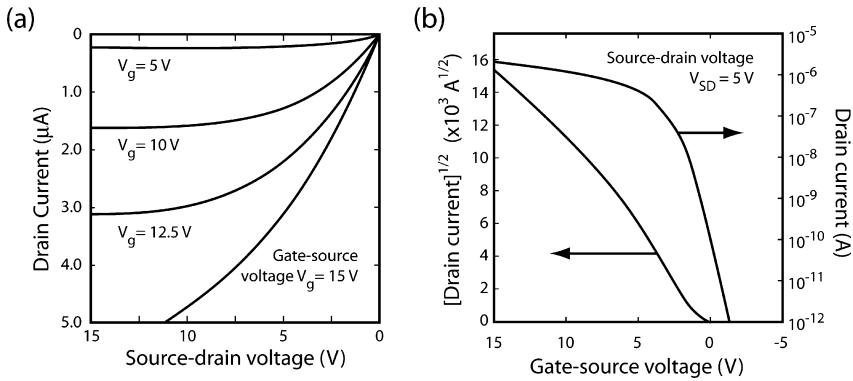 (a)
0
1.0
2.0
3.0
4.0
5.0
Drain Current (μA)
V_g= 5 V
V_g= 10 V
V_g= 12.5 V
Gate-source
voltage V_g= 15 V
15
10
5
0
Source-drain voltage (V)
(b)
16
14
12
10
8
6
4
2
0
[Drain current]^1/2 (x10^3 A^1/2)
Source-drain voltage
V_SD = 5 V
10^-5
10^-6
10^-7
10^-8
10^-9
10^-10
10^-11
10^-12
Drain current (A)
15
10
5
0
-5
Gate-source voltage (V)